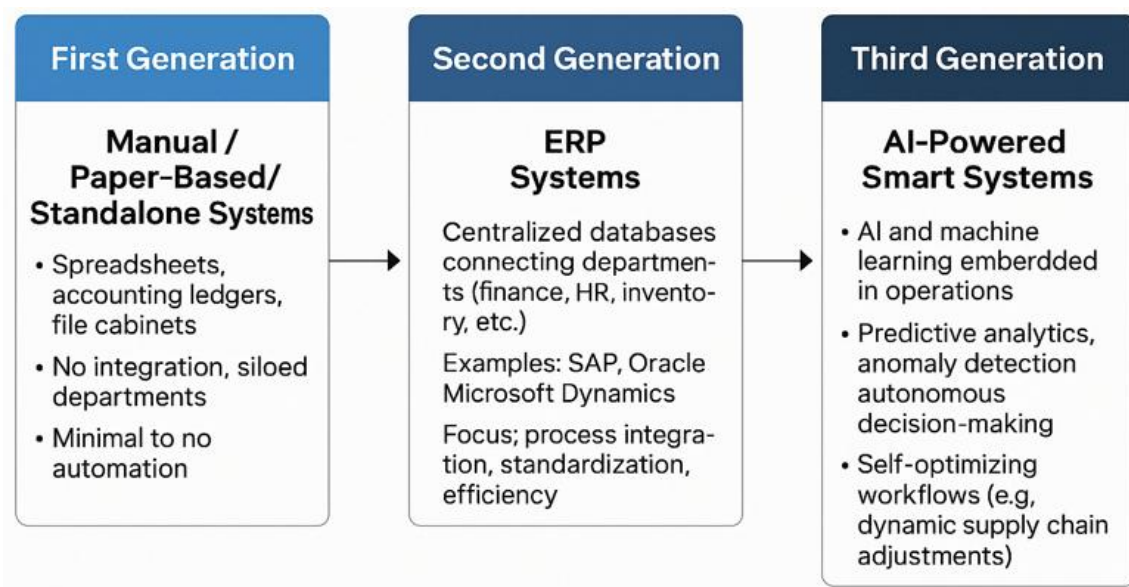 First Generation
Manual /
Paper-Based/
Standalone Systems
• Spreadsheets,
accounting ledgers,
file cabinets
• No integration, siloed
departments
• Minimal to no
automation
Second Generation
ERP
Systems
Centralized databases
connecting departmen-
ts (finance, HR, invento-
ry, etc.)
Examples: SAP, Oracle
Microsoft Dynamics
Focus; process integra-
tion, standardization,
efficiency
Third Generation
AI-Powered
Smart Systems
• AI and machine
learning emberdded
in operations
• Predictive analytics,
anomaly detection
autonomous
decision-making
• Self-optimizing
workflows (e.g,
dynamic supply chain
adjustments)